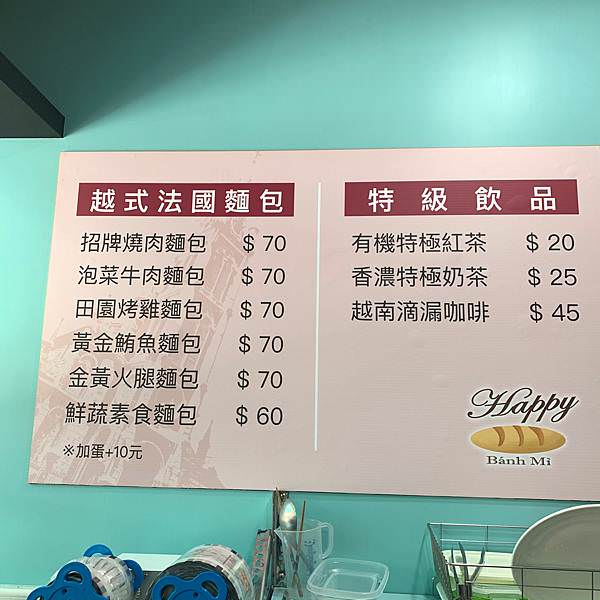 越式法國麵包
招牌燒肉麵包 $ 70
泡菜牛肉麵包 $ 70
田園烤雞麵包 $ 70
黃金鮪魚麵包 $ 70
金黃火腿麵包 $ 70
鮮蔬素食麵包 $ 60
※加蛋+10元
特級飲品
有機特極紅茶 $ 20
香濃特極奶茶 $ 25
越南滴漏咖啡 $ 45
Happy
Bánh Mì